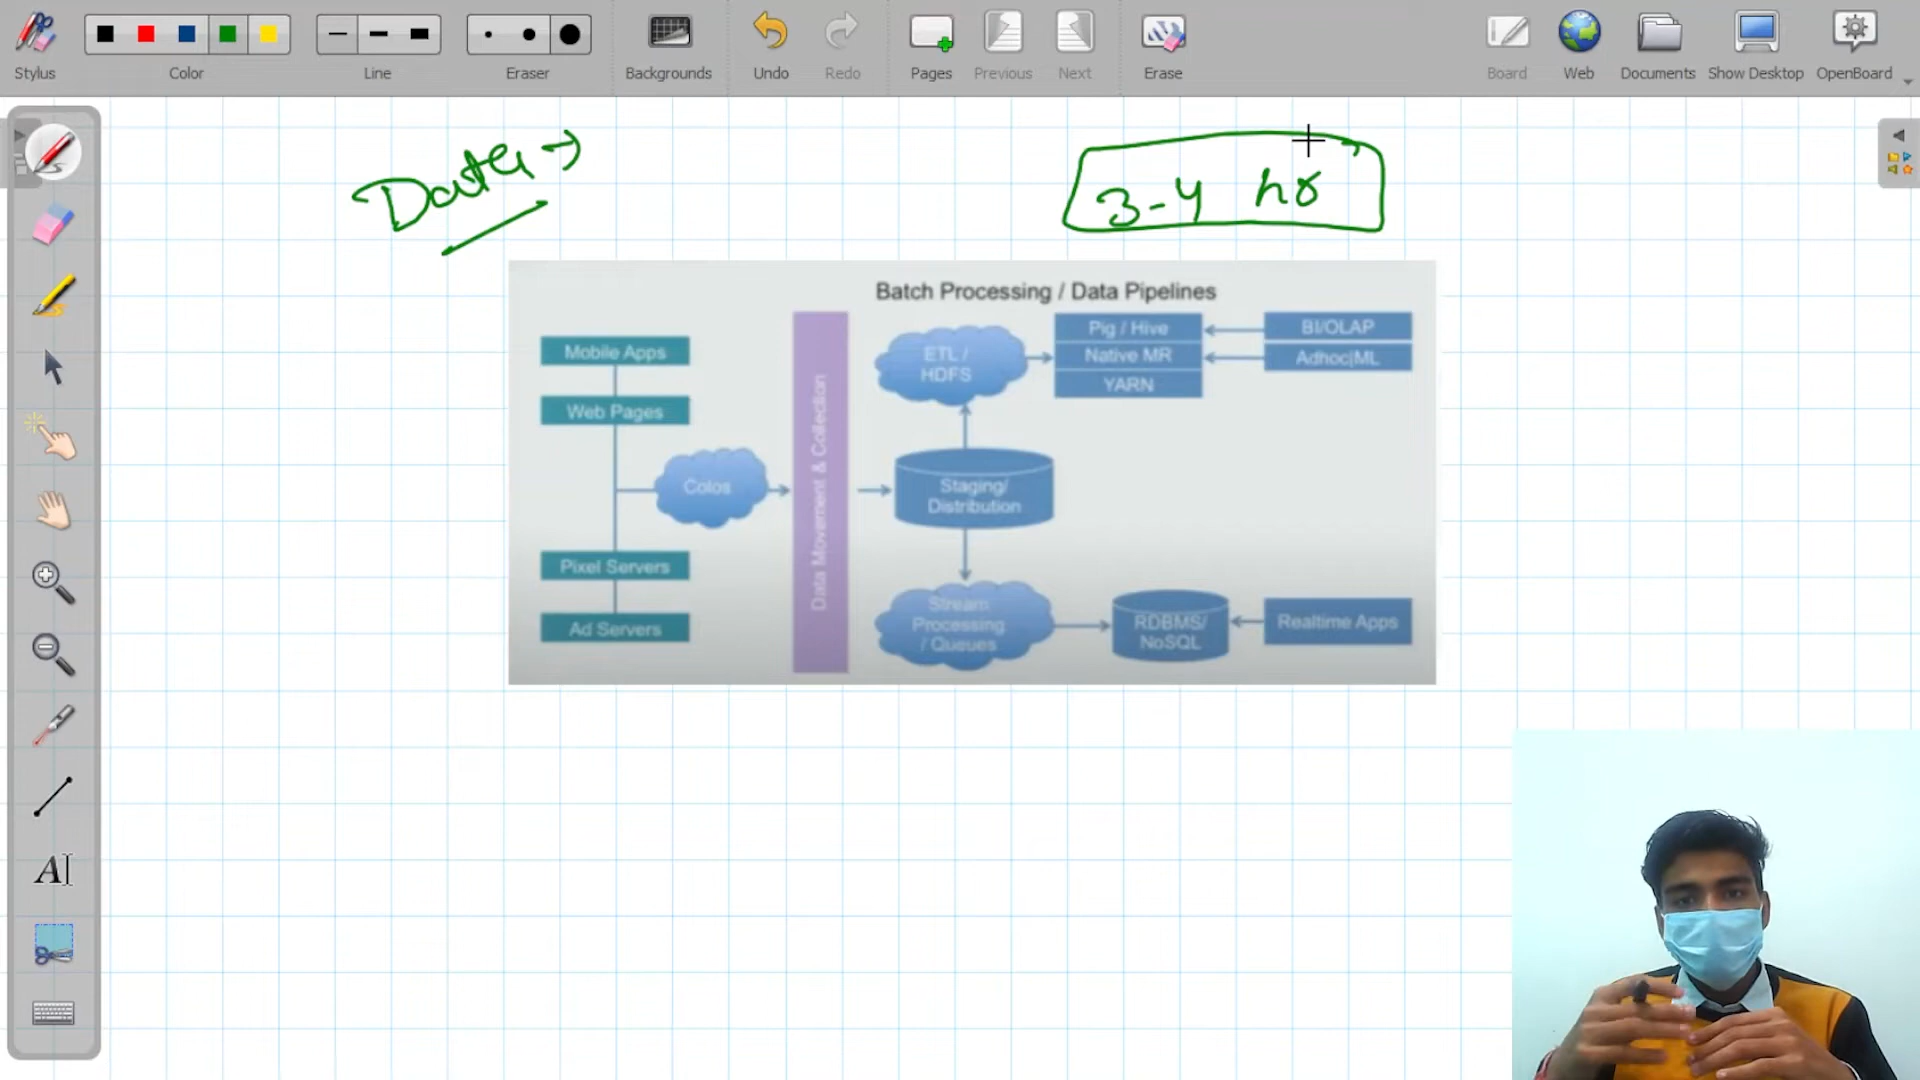 Stylus
Color
Line
Eraser
Backgrounds
Undo
Redo
Pages
Previous
Next
Erase
Board
Web
Documents
Show Desktop
OpenBoard
Data →
3-4 hr
Batch Processing / Data Pipelines
Mobile Apps
Web Pages
Colos
Pixel Servers
Ad Servers
Data Movement & Collection
ETL /
HDFS
Pig / Hive
Native MR
YARN
BI/OLAP
Adhoc|ML
Staging/
Distribution
Stream
Processing
/ Queues
RDBMS/
NoSQL
Realtime Apps
A